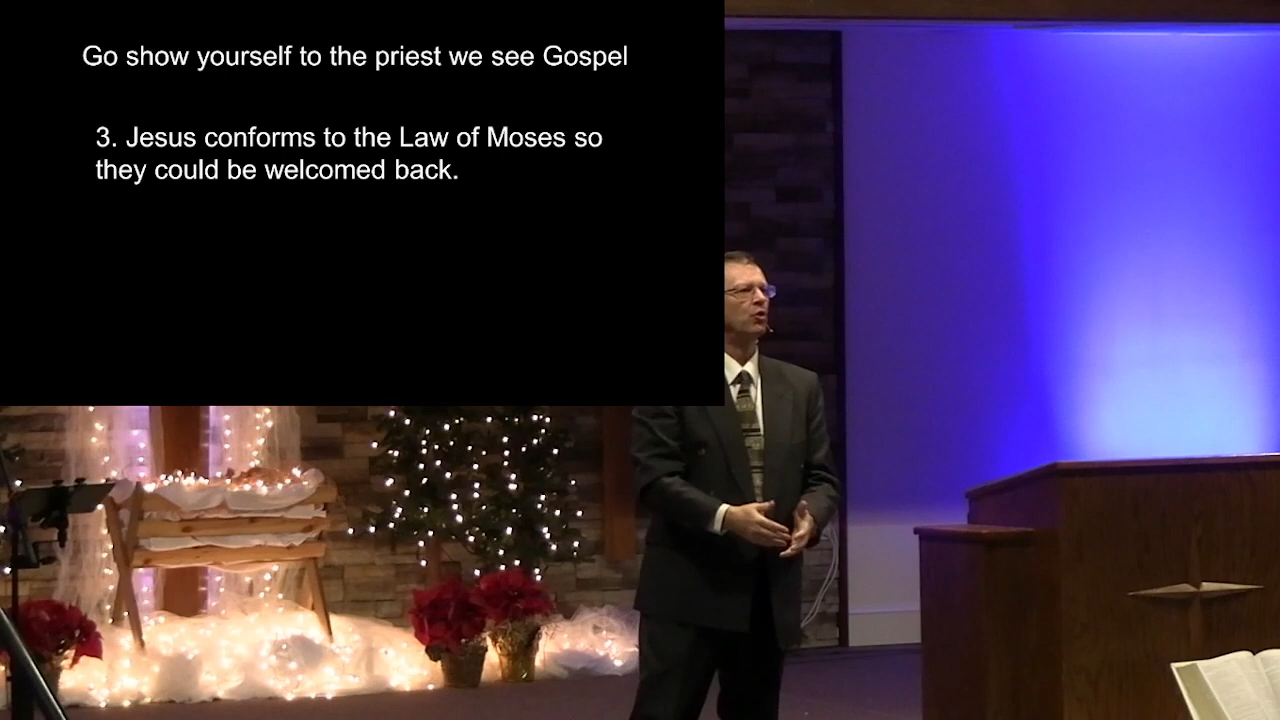 Go show yourself to the priest we see Gospel
3. Jesus conforms to the Law of Moses so
they could be welcomed back.